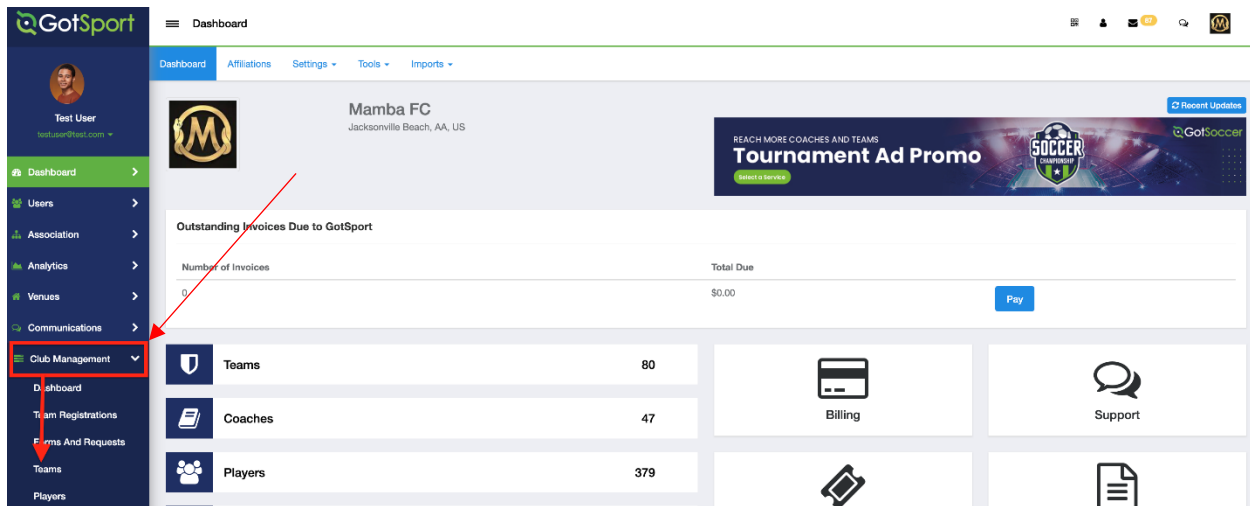 GotSport
Dashboard
67
Test User
testuser@test.com
Dashboard
Users
Association
Analytics
Venues
Communications
Club Management
Dashboard
Team Registrations
Forms And Requests
Teams
Players
Dashboard Affiliations Settings Tools Imports
Mamba FC
Jacksonville Beach, AA, US
Recent Updates
REACH MORE COACHES AND TEAMS
Tournament Ad Promo
Select a Service
SOCCER
CHAMPIONSHIP
GotSoccer
Outstanding Invoices Due to GotSport
Number of Invoices Total Due
0 $0.00 Pay
Teams 80
Coaches 47
Players 379
Billing
Support